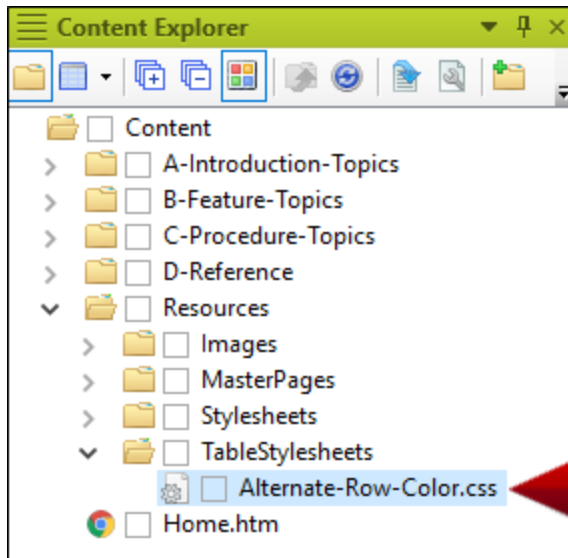 Content Explorer
Content
A-Introduction-Topics
B-Feature-Topics
C-Procedure-Topics
D-Reference
Resources
Images
MasterPages
Stylesheets
TableStylesheets
Alternate-Row-Color.css
Home.htm